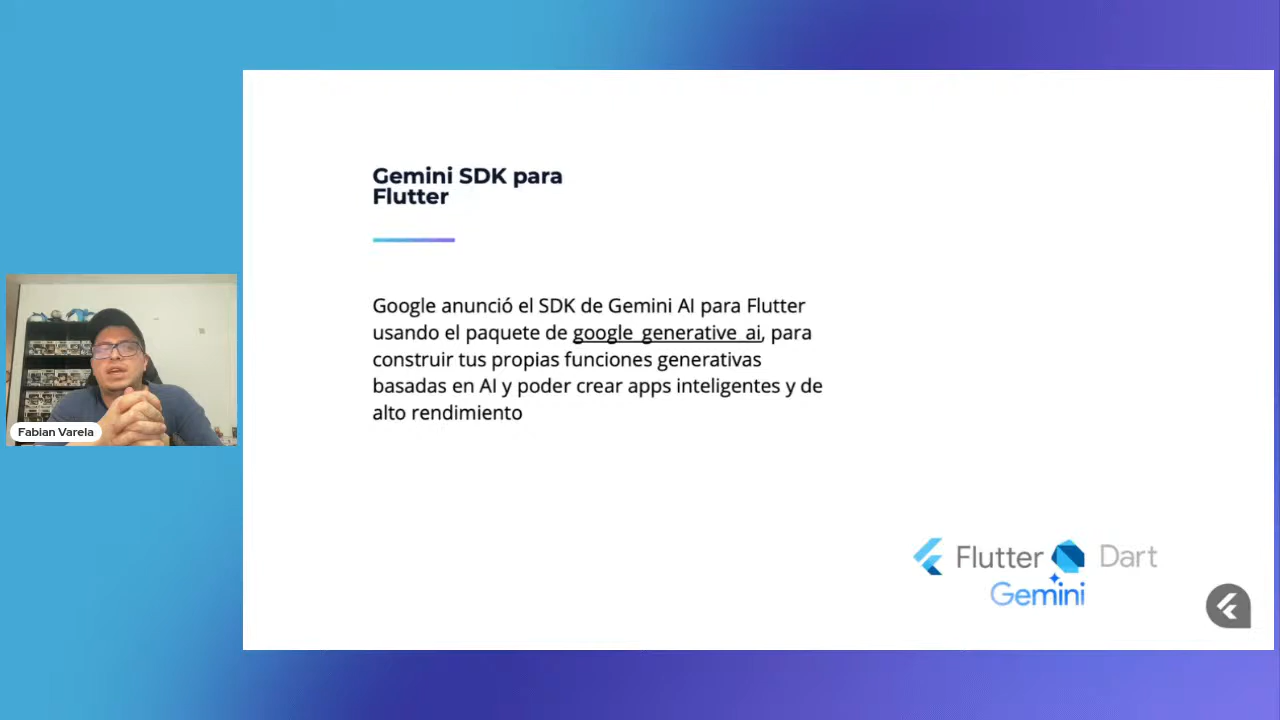 Gemini SDK para
Flutter
Google anunció el SDK de Gemini AI para Flutter
usando el paquete de google_generative_ai, para
construir tus propias funciones generativas
basadas en AI y poder crear apps inteligentes y de
alto rendimiento
Fabian Varela
Flutter Dart
Gemini